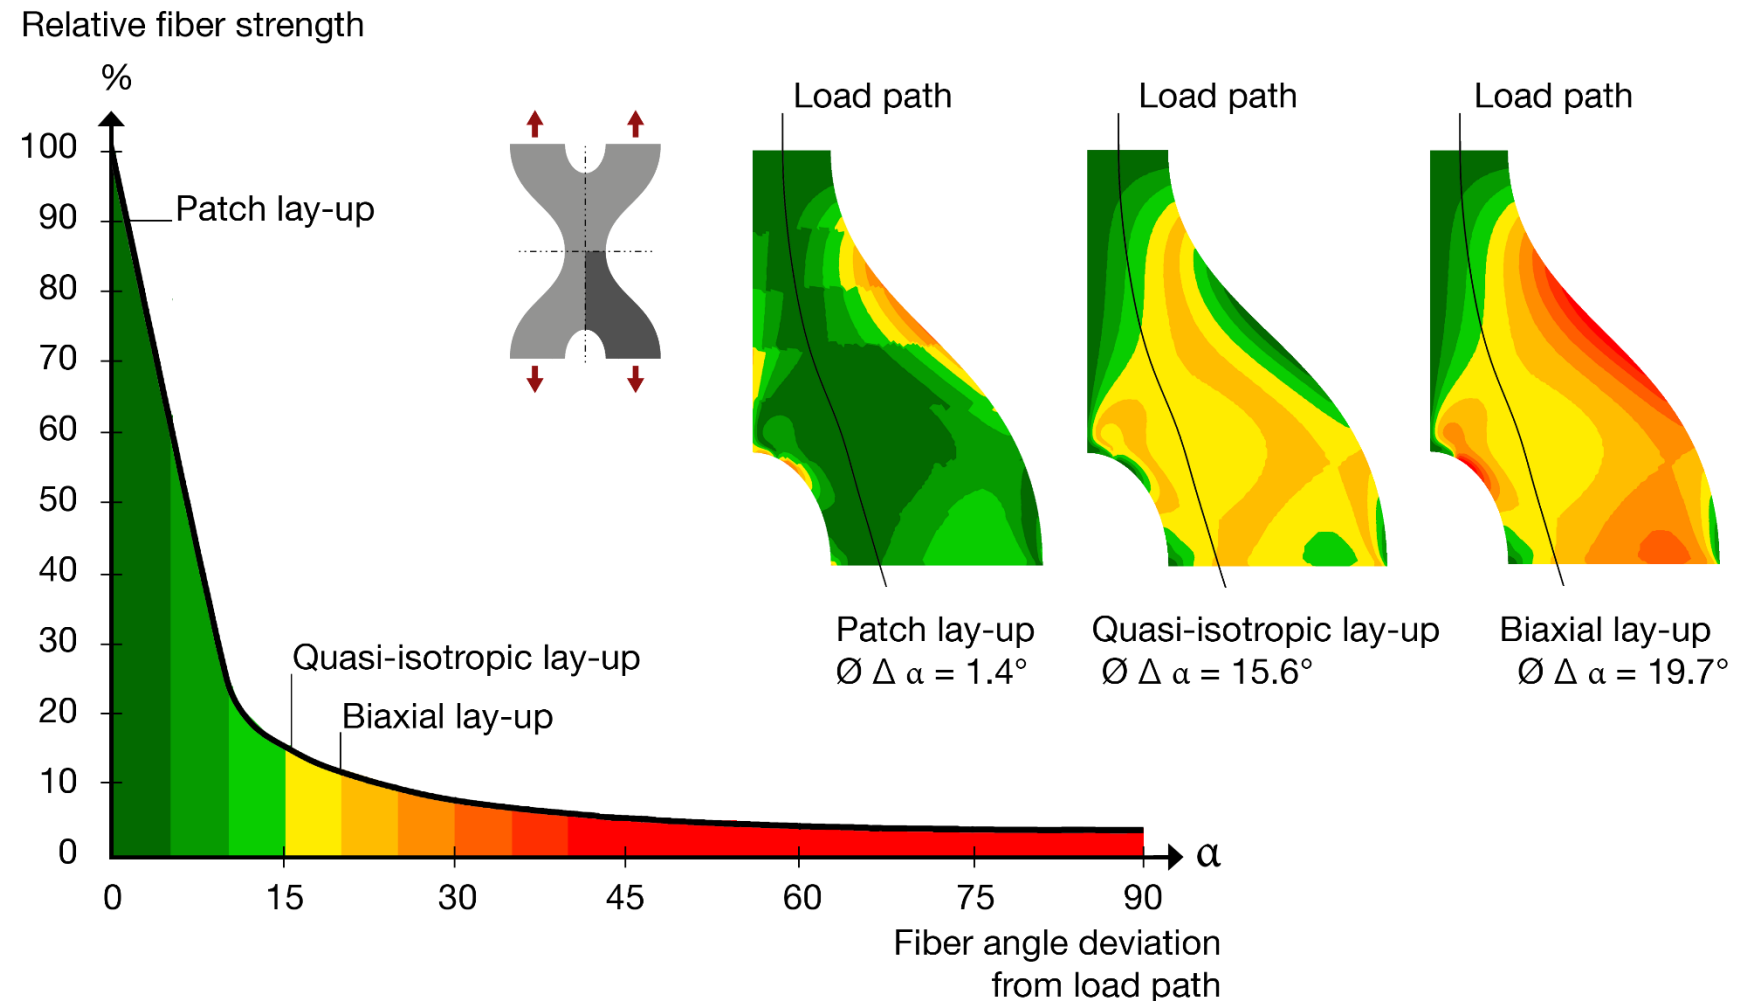 Relative fiber strength
%
100
90
80
70
60
50
40
30
20
10
0
Patch lay-up
Quasi-isotropic lay-up
Biaxial lay-up
0 15 30 45 60 75 90
α
Fiber angle deviation
from load path
Load path
Load path
Load path
Patch lay-up
Ø Δ α = 1.4°
Quasi-isotropic lay-up
Ø Δ α = 15.6°
Biaxial lay-up
Ø Δ α = 19.7°